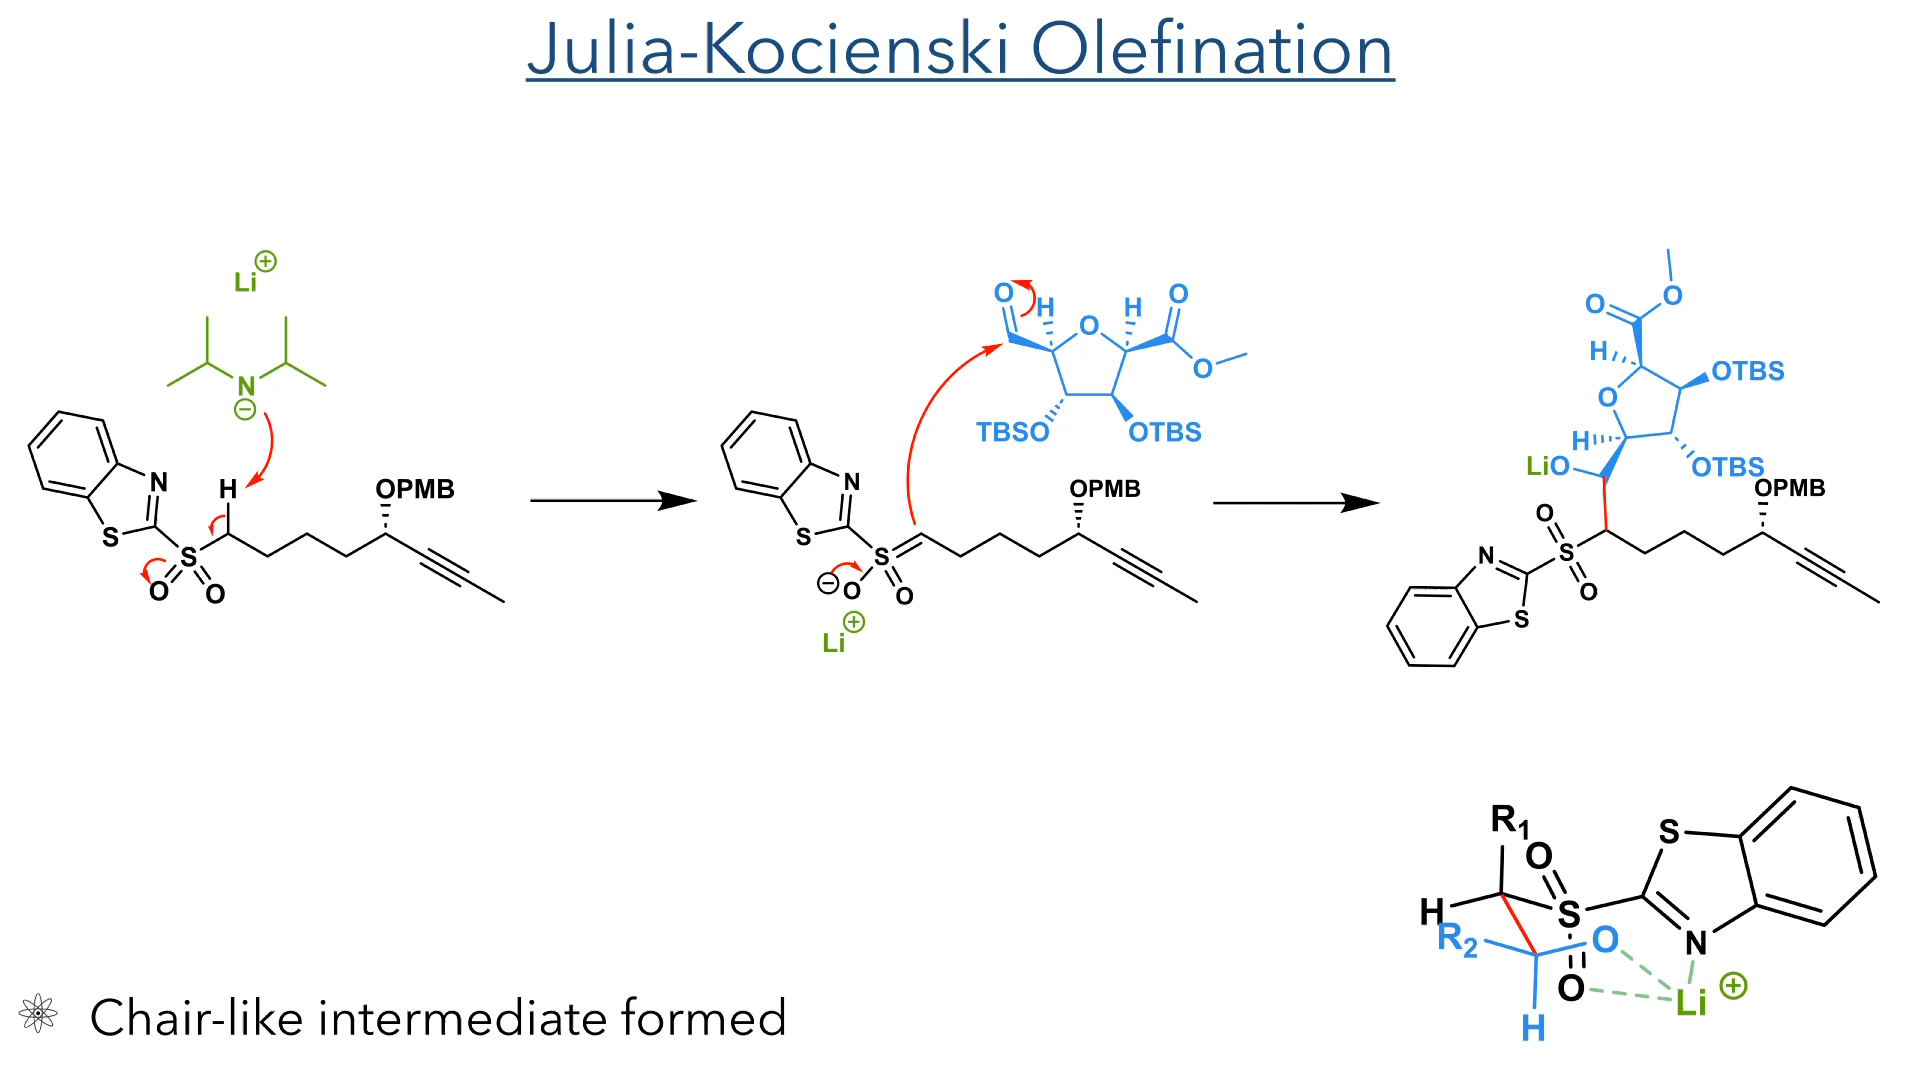 Julia-Kocienski Olefination
Li
⊕
N
⊖
N
S
H
S
O
O
OPMB
N
S
S
⊖
O
O
Li
⊕
OPMB
O
H
O
H
O
O
TBSO
OTBS
O
O
H
OTBS
O
H
OTBS
LiO
OPMB
O
S
O
N
S
R1
O
H
S
R2
O
O
H
S
N
Li
⊕
Chair-like intermediate formed